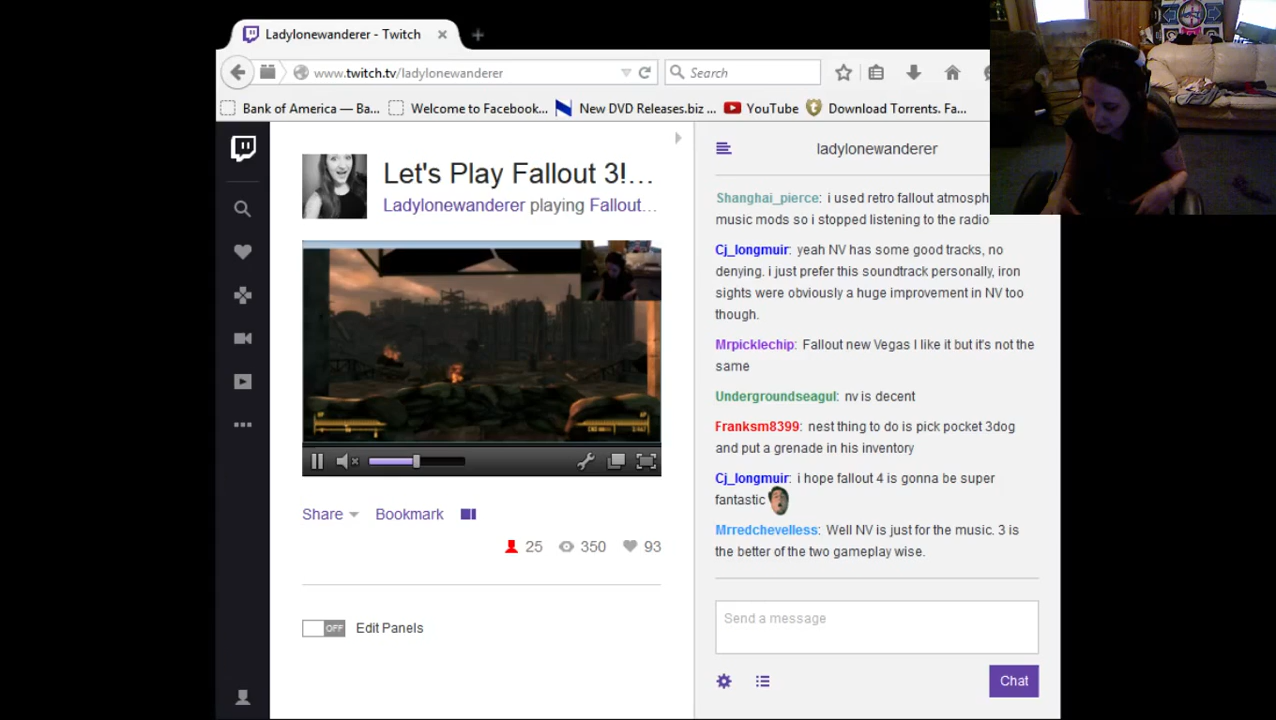 Ladylonewanderer - Twitch
www.twitch.tv/ladylonewanderer
Search
Bank of America — Ba...
Welcome to Facebook...
New DVD Releases.biz ...
YouTube
Download Torrents. Fa...
Let's Play Fallout 3!...
Ladylonewanderer playing Fallout...
Share
Bookmark
25
350
93
OFF
Edit Panels
ladylonewanderer
Shanghai_pierce: i used retro fallout atmosph
music mods so i stopped listening to the radio
Cj_longmuir: yeah NV has some good tracks, no
denying. i just prefer this soundtrack personally, iron
sights were obviously a huge improvement in NV too
though.
Mrpicklechip: Fallout new Vegas I like it but it's not the
same
Undergroundseagul: nv is decent
Franksm8399: nest thing to do is pick pocket 3dog
and put a grenade in his inventory
Cj_longmuir: i hope fallout 4 is gonna be super
fantastic
Mrredchevelless: Well NV is just for the music. 3 is
the better of the two gameplay wise.
Send a message
Chat